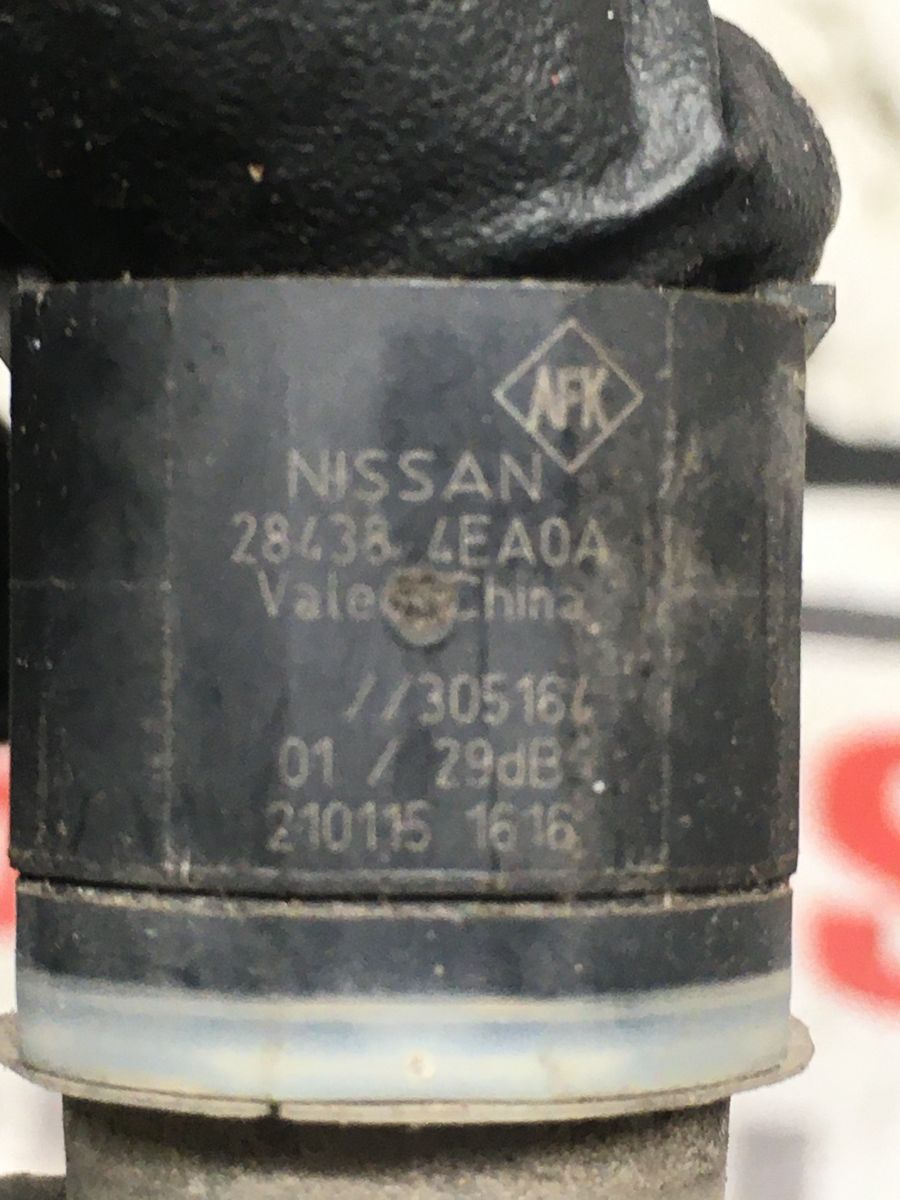 AFK
NISSAN
28438 4EA0A
Valeo China
//305164
01 / 29dB
210115 1616
S